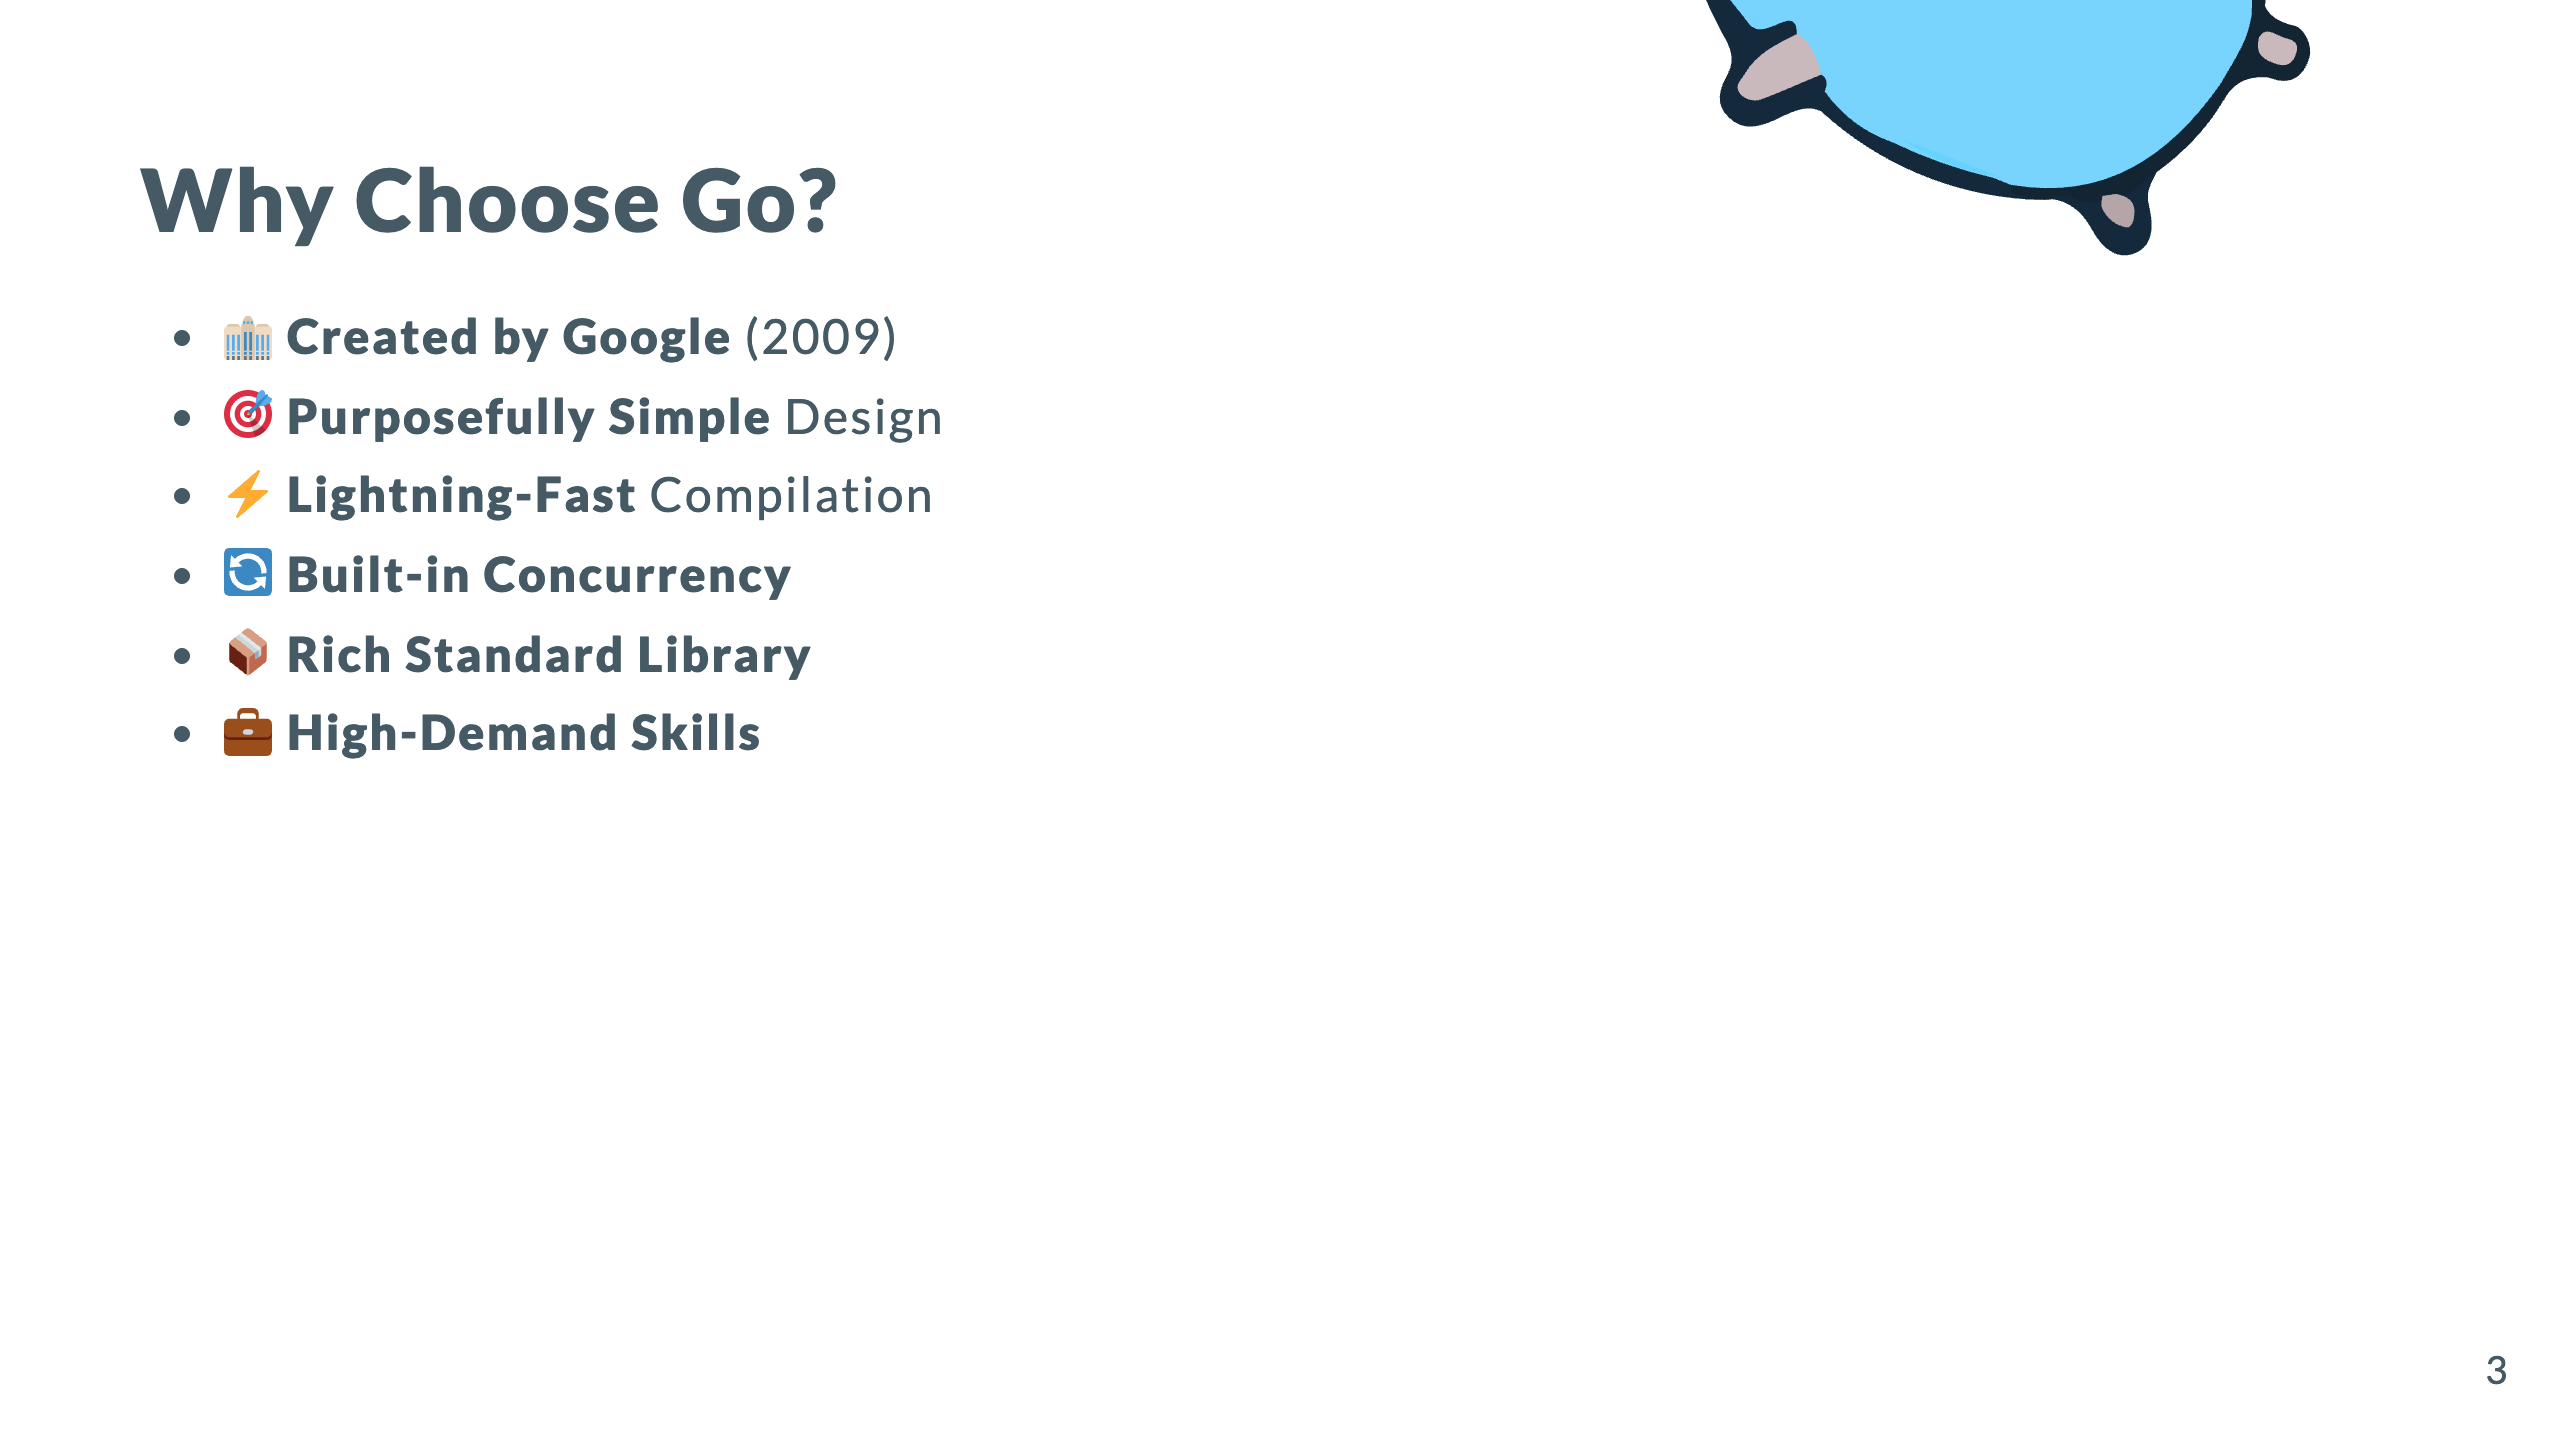 Why Choose Go?
• 🏢 Created by Google (2009)
• 🎯 Purposefully Simple Design
• ⚡ Lightning-Fast Compilation
• 🔄 Built-in Concurrency
• 📦 Rich Standard Library
• 💼 High-Demand Skills
3